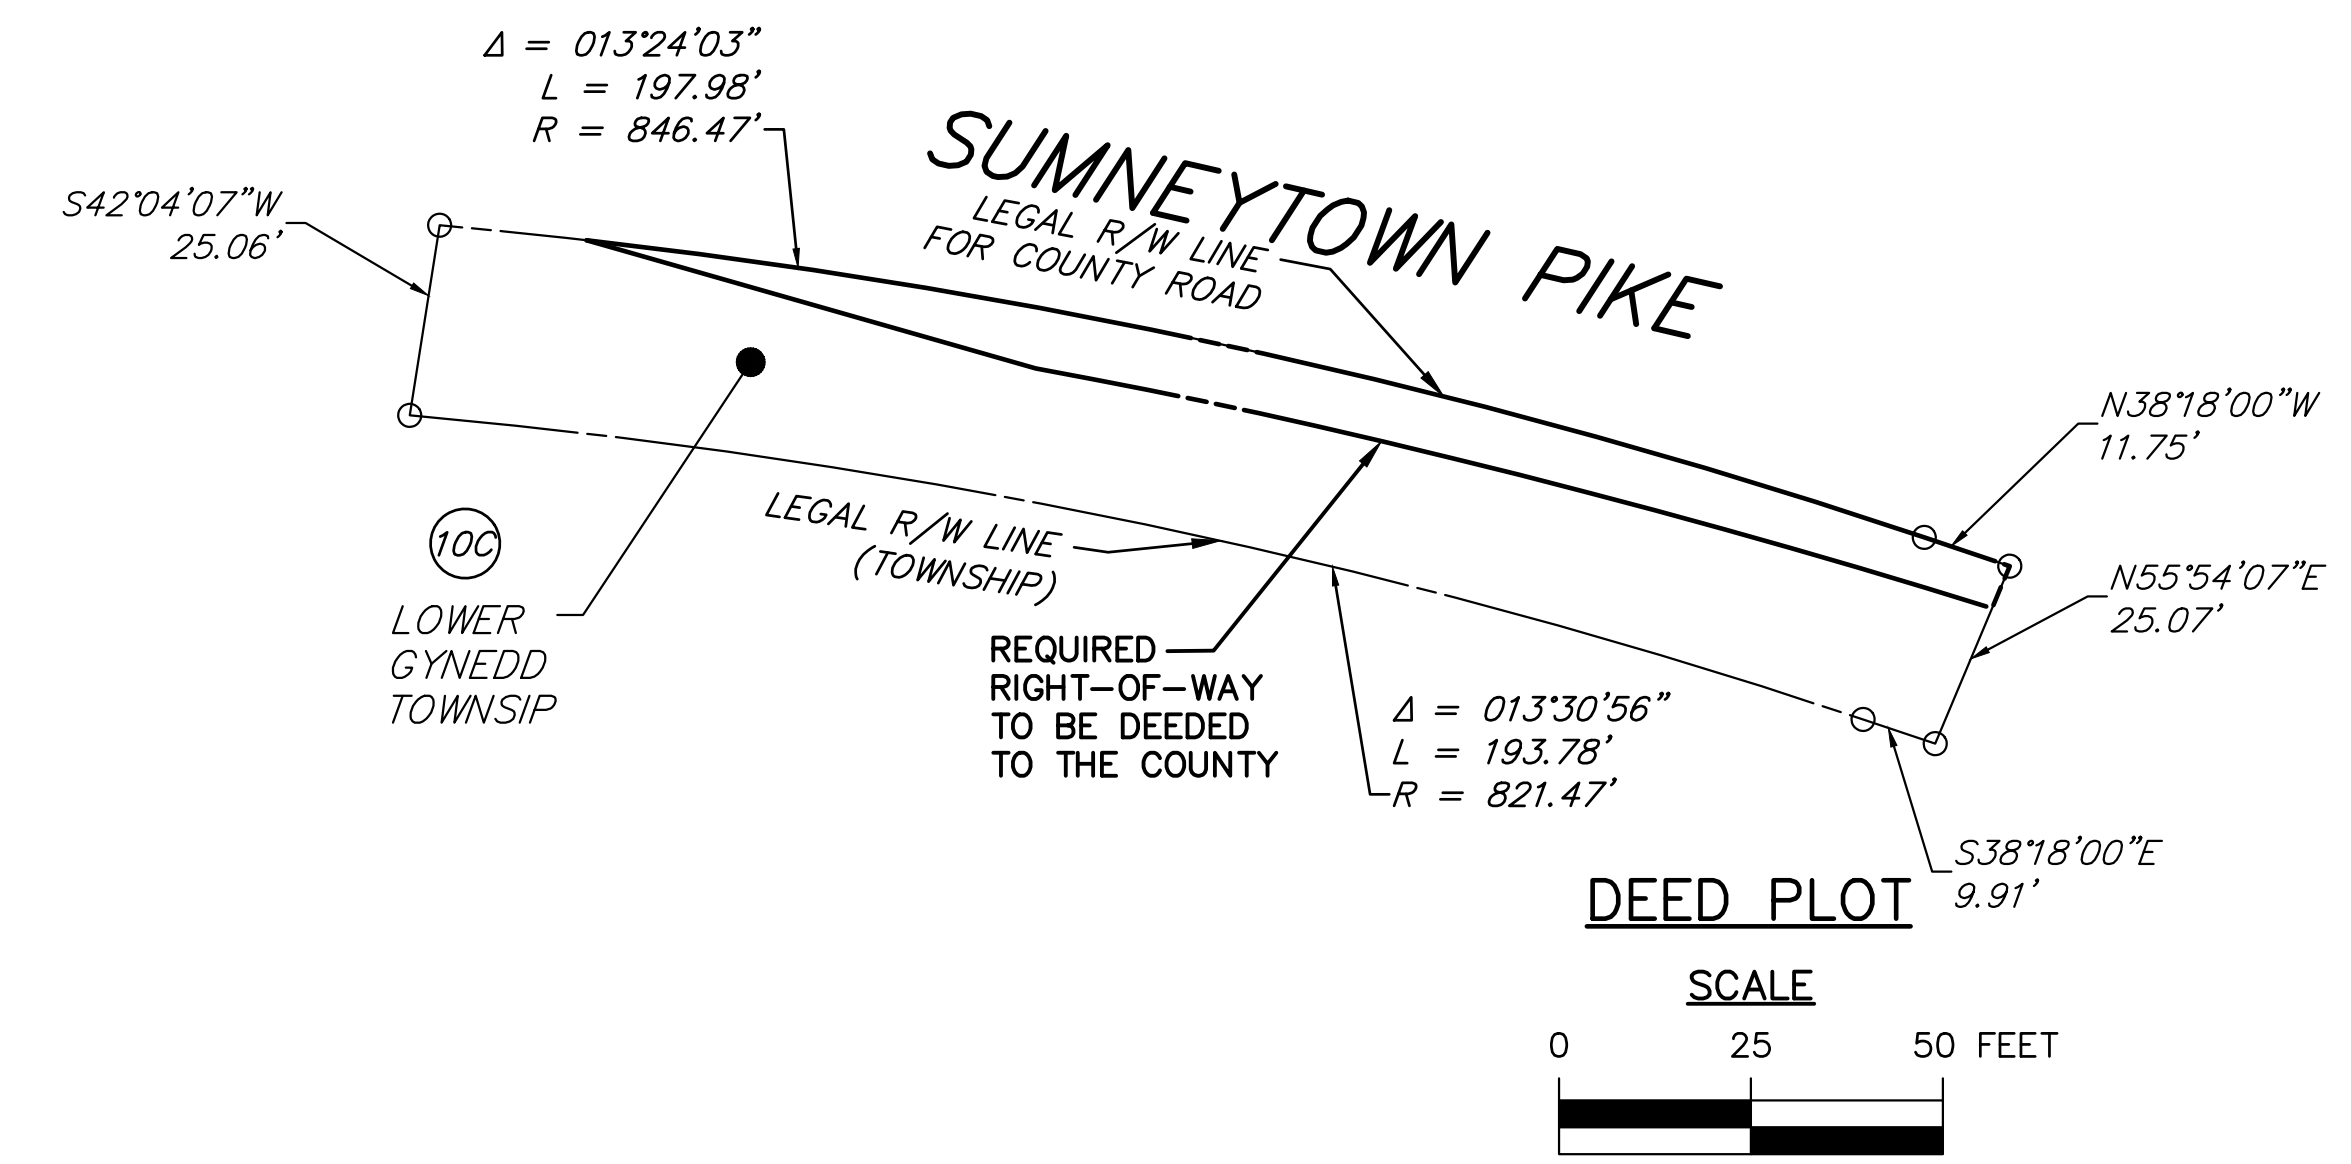 Δ = 013°24'03"
L = 197.98'
R = 846.47'
S42°04'07"W
25.06'
SUMNEYTOWN PIKE
LEGAL R/W LINE
FOR COUNTY ROAD
N38°18'00"W
11.75'
N55°54'07"E
25.07'
LEGAL R/W LINE
(TOWNSHIP)
10C
LOWER
GYNEDD
TOWNSIP
REQUIRED
RIGHT-OF-WAY
TO BE DEEDED
TO THE COUNTY
Δ = 013°30'56"
L = 193.78'
R = 821.47'
S38°18'00"E
9.91'
DEED PLOT
SCALE
0 25 50 FEET